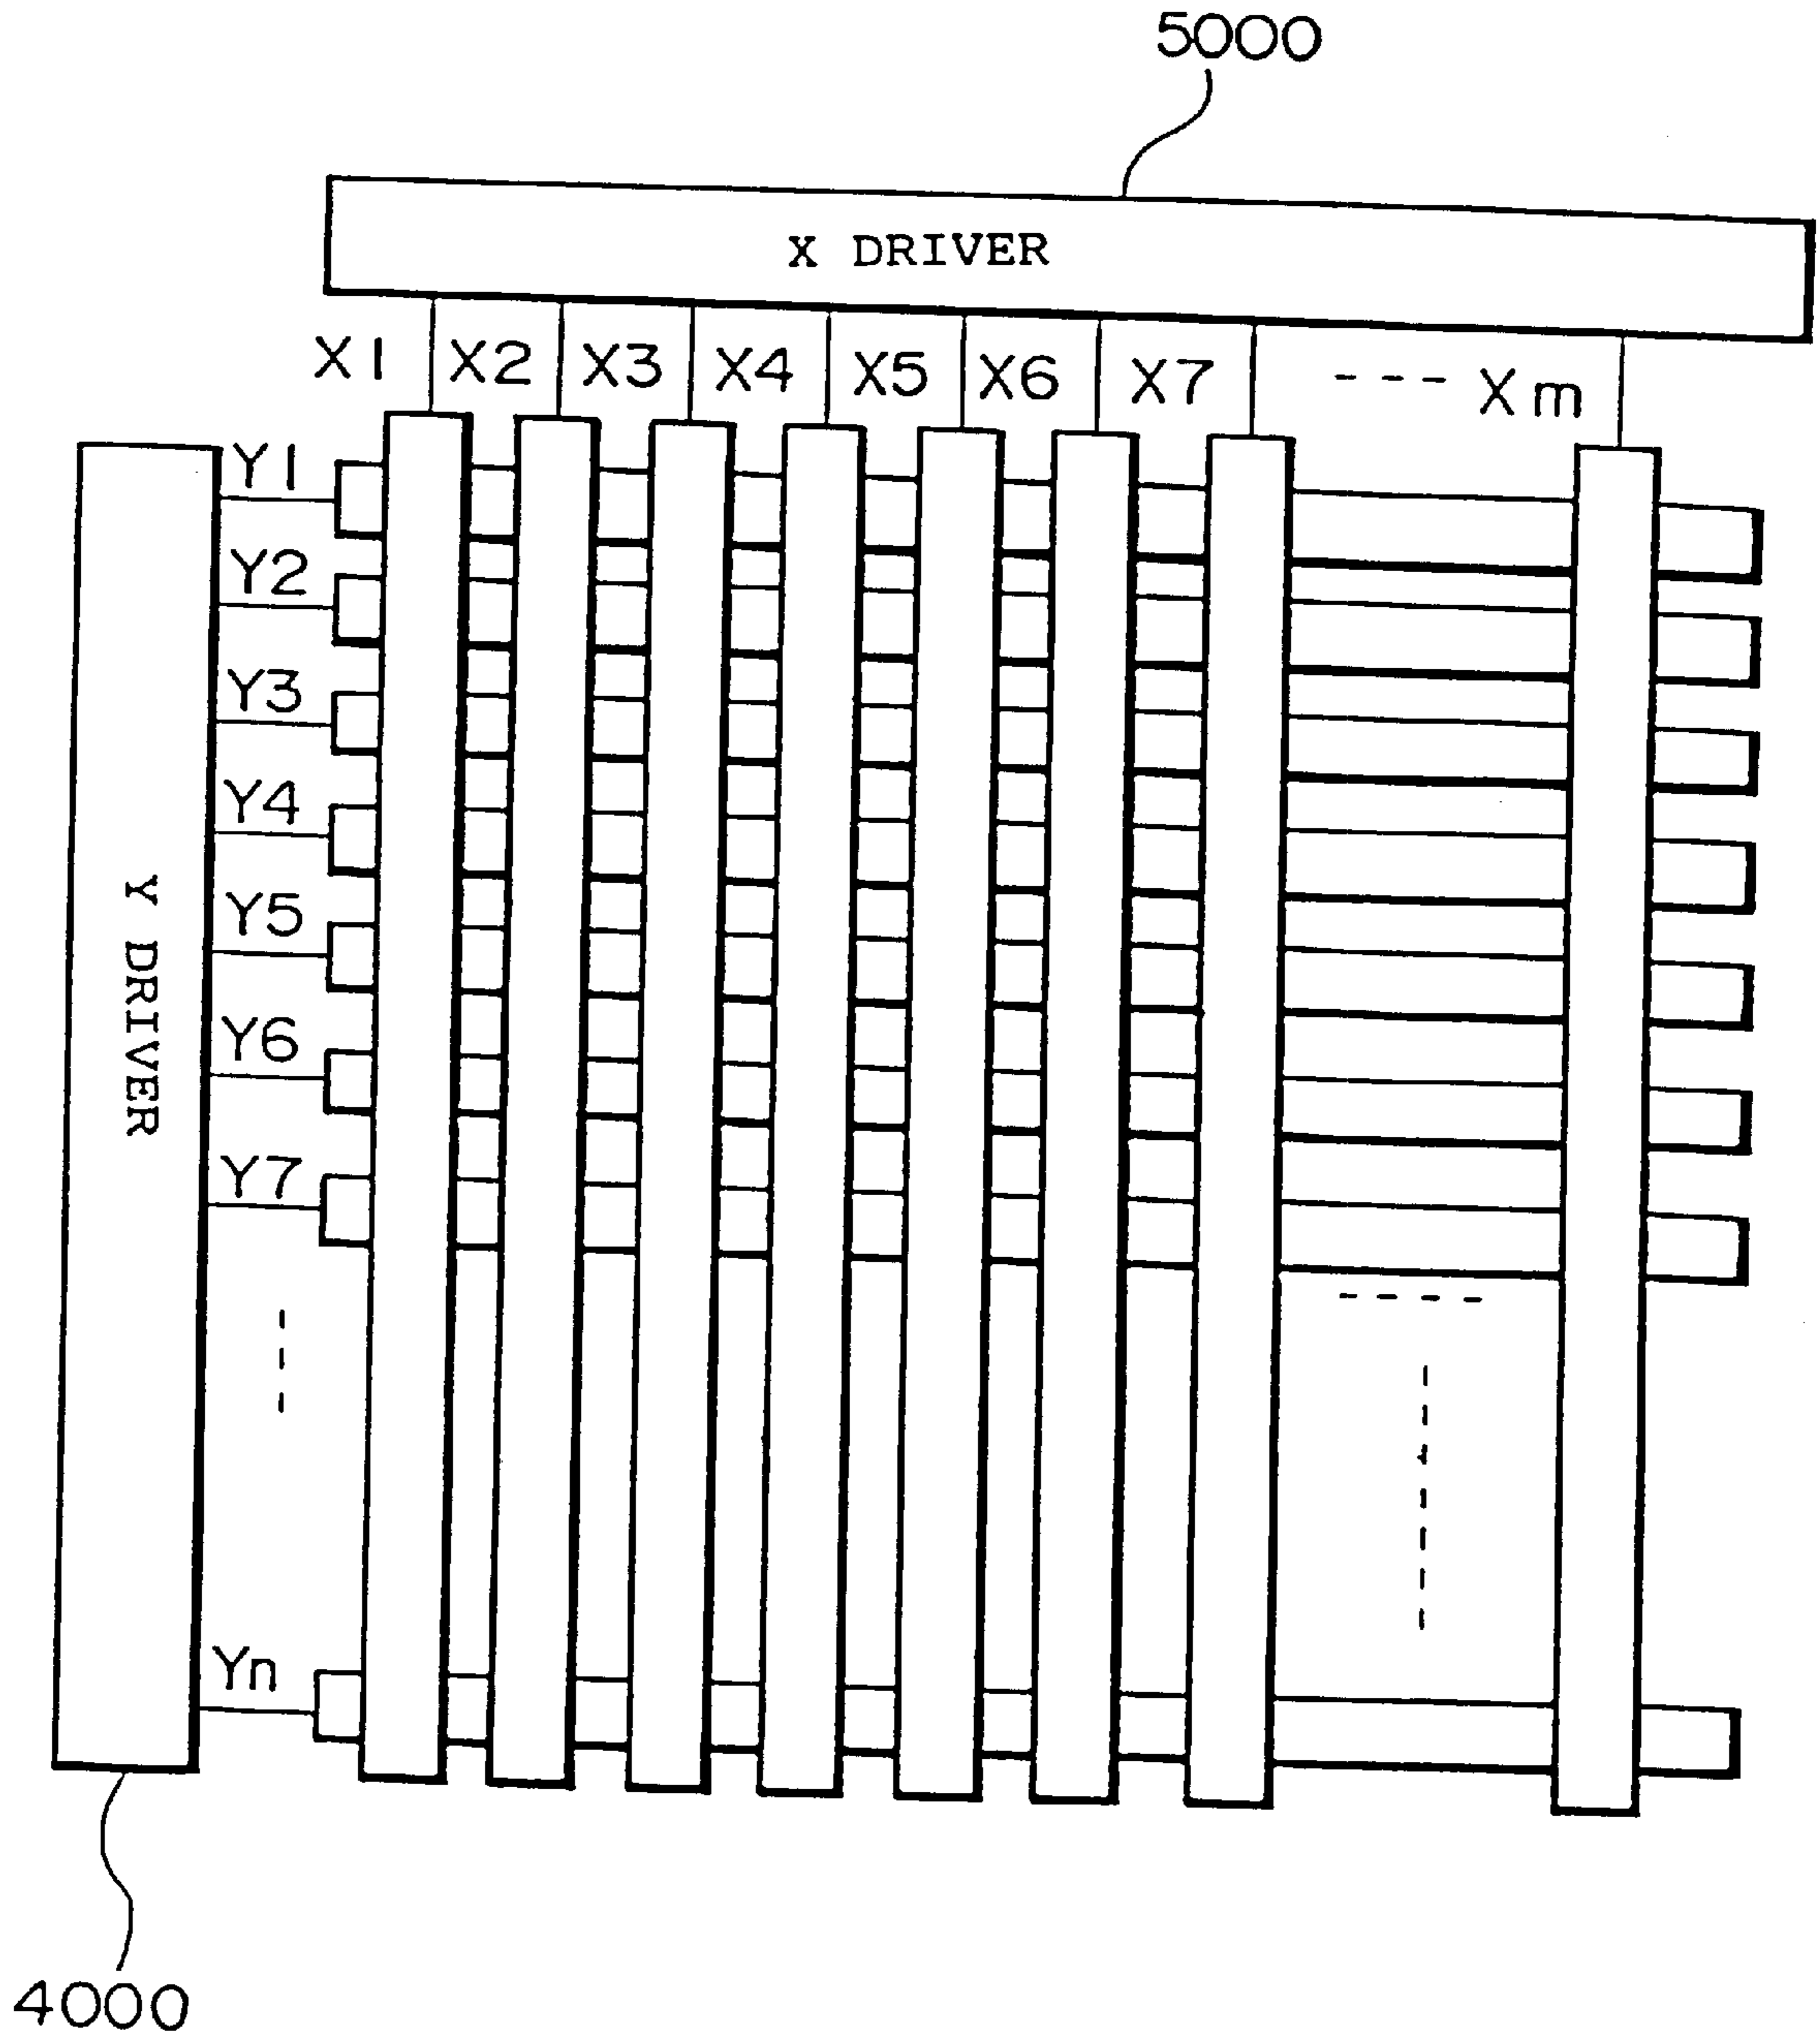 5000
X DRIVER
X1 X2 X3 X4 X5 X6 X7 ---- Xm
Y1
Y2
Y3
Y4
Y5
Y6
Y7
Yn
Y DRIVER
4000